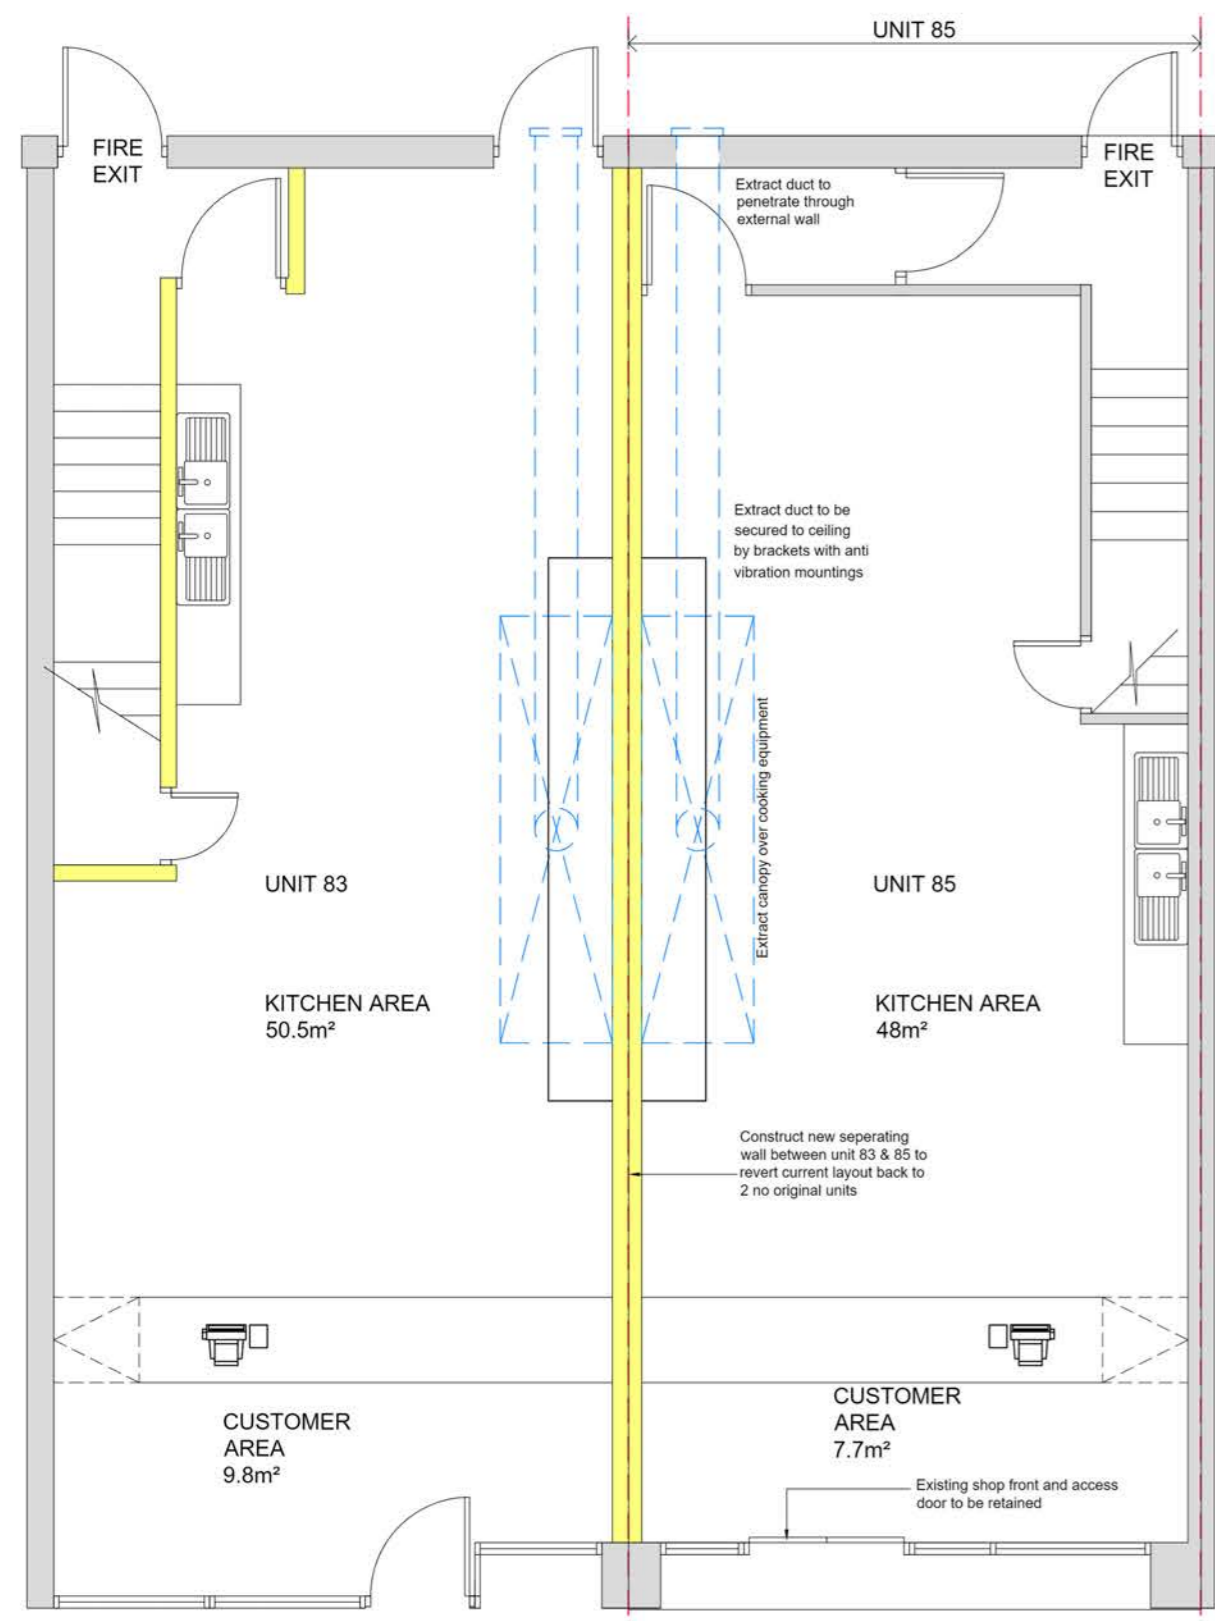 UNIT 85
FIRE
EXIT
FIRE
EXIT
Extract duct to
penetrate through
external wall
Extract duct to be
secured to ceiling
by brackets with anti
vibration mountings
Extract canopy over cooking equipment
UNIT 83
UNIT 85
KITCHEN AREA
50.5m²
KITCHEN AREA
48m²
Construct new seperating
wall between unit 83 & 85 to
revert current layout back to
2 no original units
CUSTOMER
AREA
9.8m²
CUSTOMER
AREA
7.7m²
Existing shop front and access
door to be retained